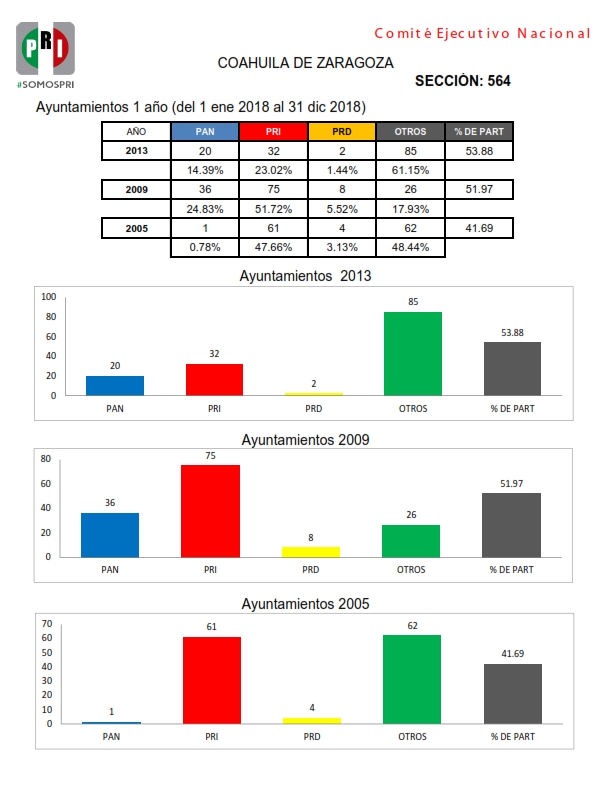 Comité Ejecutivo Nacional
PRI
#SOMOSPRI
COAHUILA DE ZARAGOZA
SECCIÓN: 564
Ayuntamientos 1 año (del 1 ene 2018 al 31 dic 2018)
AÑO PAN PRI PRD OTROS % DE PART
2013 20 32 2 85 53.88
14.39% 23.02% 1.44% 61.15%
2009 36 75 8 26 51.97
24.83% 51.72% 5.52% 17.93%
2005 1 61 4 62 41.69
0.78% 47.66% 3.13% 48.44%
Ayuntamientos 2013
100
80
60
40
20
0
20
32
2
85
53.88
PAN PRI PRD OTROS % DE PART
Ayuntamientos 2009
80
60
40
20
0
36
75
8
26
51.97
PAN PRI PRD OTROS % DE PART
Ayuntamientos 2005
70
60
50
40
30
20
10
0
1
61
4
62
41.69
PAN PRI PRD OTROS % DE PART